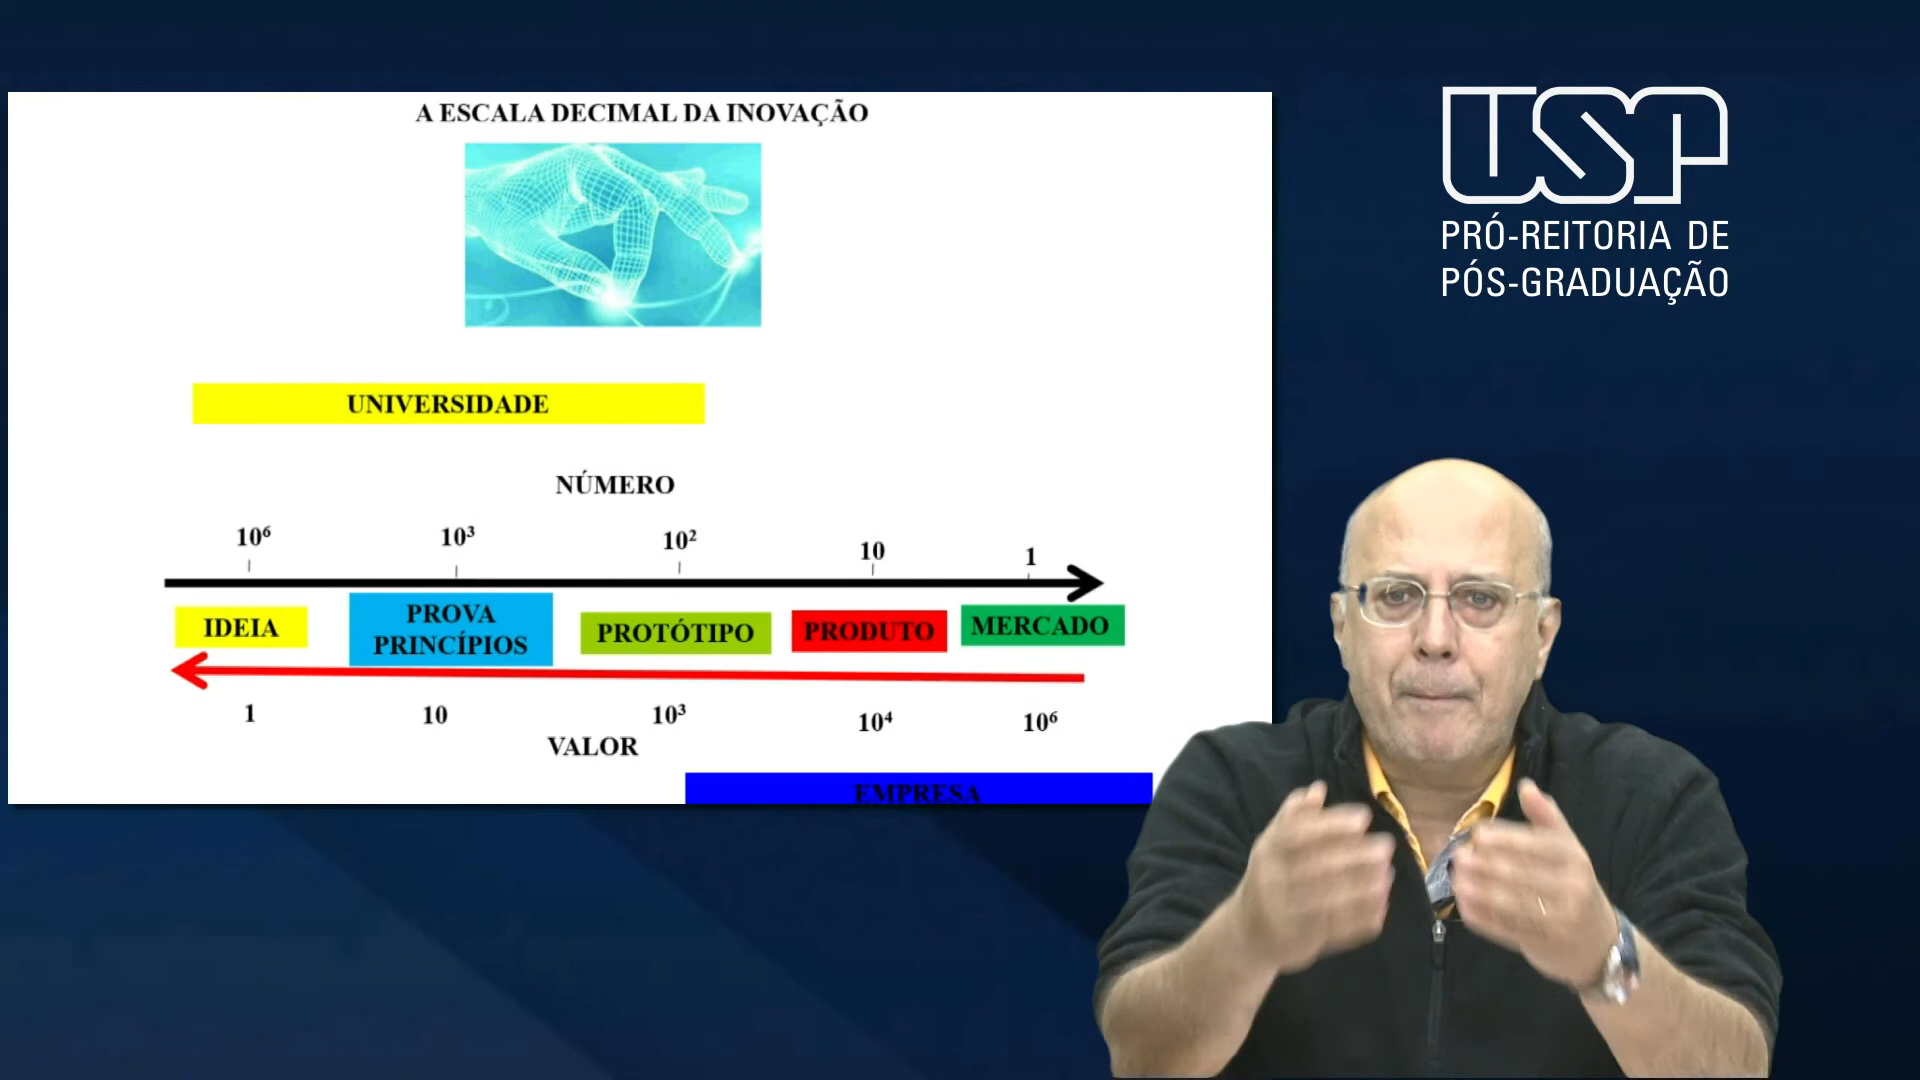 A ESCALA DECIMAL DA INOVAÇÃO
UNIVERSIDADE
NÚMERO
10⁶ 10³ 10² 10 1
IDEIA
PROVA
PRINCÍPIOS
PROTÓTIPO
PRODUTO
MERCADO
1 10 10³ 10⁴ 10⁶
VALOR
EMPRESA
USP
PRÓ-REITORIA DE
PÓS-GRADUAÇÃO